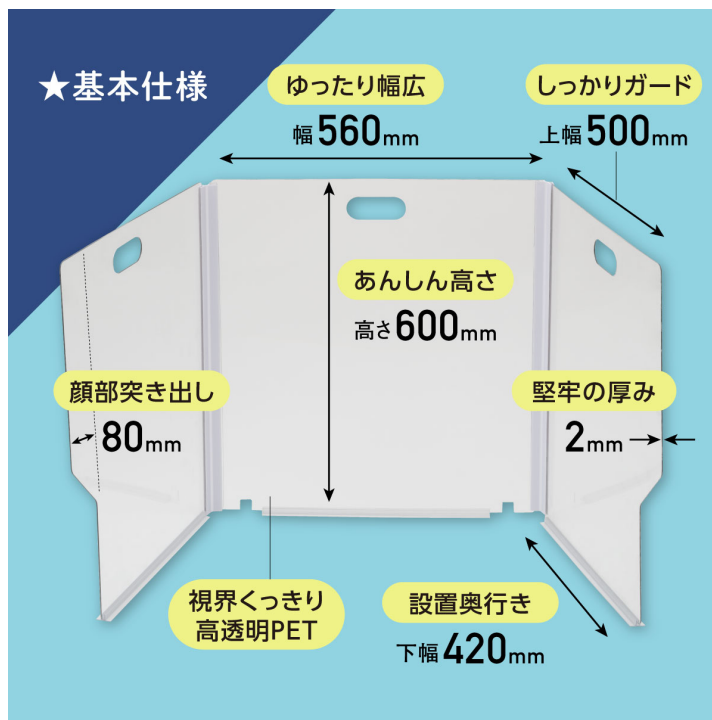 ★基本仕様
ゆったり幅広
幅560mm
しっかりガード
上幅500mm
あんしん高さ
高さ600mm
顔部突き出し
80mm
堅牢の厚み
2mm
視界くっきり
高透明PET
設置奥行き
下幅420mm